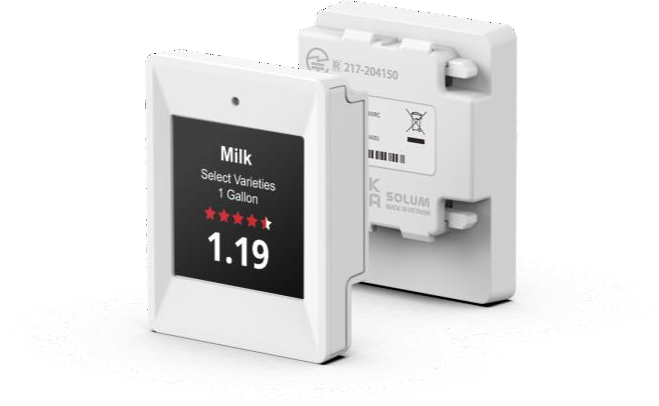 Milk
Select Varieties
1 Gallon
1.19
R 217-204150
SOLUM
MADE IN VIETNAM